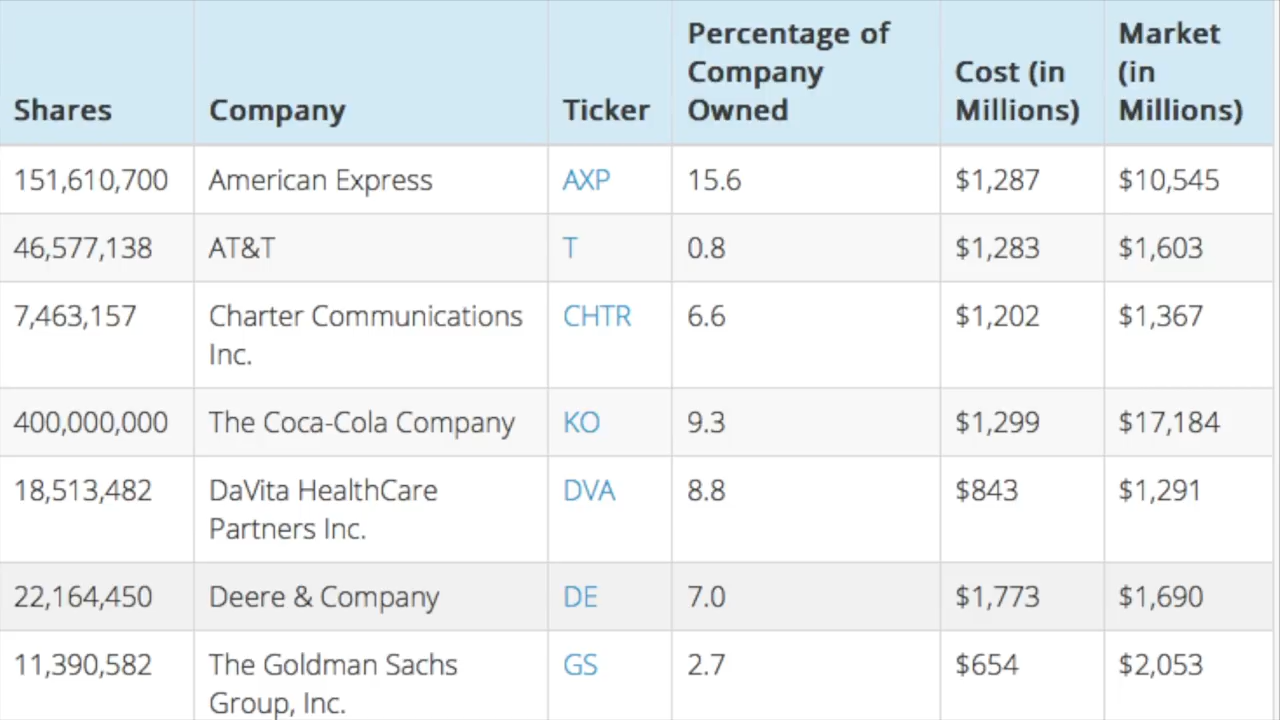 Shares Company Ticker Percentage of Company Owned Cost (in Millions) Market (in Millions)
151,610,700 American Express AXP 15.6 $1,287 $10,545
46,577,138 AT&T T 0.8 $1,283 $1,603
7,463,157 Charter Communications Inc. CHTR 6.6 $1,202 $1,367
400,000,000 The Coca-Cola Company KO 9.3 $1,299 $17,184
18,513,482 DaVita HealthCare Partners Inc. DVA 8.8 $843 $1,291
22,164,450 Deere & Company DE 7.0 $1,773 $1,690
11,390,582 The Goldman Sachs Group, Inc. GS 2.7 $654 $2,053